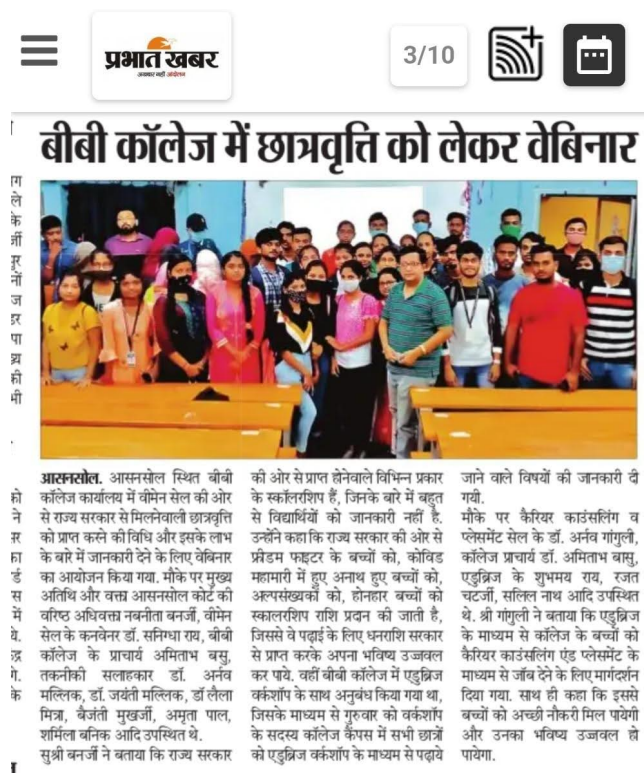 प्रभात खबर
अखबार नहीं आंदोलन
3/10
बीबी कॉलेज में छात्रवृत्ति को लेकर वेबिनार
आसनसोल. आसनसोल स्थित बीबी
कॉलेज कार्यालय में वीमेन सेल की ओर
से राज्य सरकार से मिलनेवाली छात्रवृत्ति
को प्राप्त करने की विधि और इसके लाभ
के बारे में जानकारी देने के लिए वेबिनार
का आयोजन किया गया. मौके पर मुख्य
अतिथि और वक्ता आसनसोल कोर्ट की
वरिष्ठ अधिवक्ता नबनीता बनर्जी, वीमेन
सेल के कनवेनर डॉ. सनिग्धा राय, बीबी
कॉलेज के प्राचार्य अमिताभ बसु,
तकनीकी सलाहकार डॉ. अर्नव
मल्लिक, डॉ. जयंती मल्लिक, डॉ लैला
मित्रा, बैजंती मुखर्जी, अमृता पाल,
शर्मिला बनिक आदि उपस्थित थे.
सुश्री बनर्जी ने बताया कि राज्य सरकार
की ओर से प्राप्त होनेवाले विभिन्न प्रकार
के स्कॉलरशिप हैं, जिनके बारे में बहुत
से विद्यार्थियों को जानकारी नहीं है.
उन्होंने कहा कि राज्य सरकार की ओर से
फ्रीडम फाइटर के बच्चों को, कोविड
महामारी में हुए अनाथ हुए बच्चों को,
अल्पसंख्यकों को, होनहार बच्चों को
स्कालरशिप राशि प्रदान की जाती है,
जिससे वे पढ़ाई के लिए धनराशि सरकार
से प्राप्त करके अपना भविष्य उज्जवल
कर पाये. वहीं बीबी कॉलेज में एडुब्रिज
वर्कशॉप के साथ अनुबंध किया गया था,
जिसके माध्यम से गुरुवार को वर्कशॉप
के सदस्य कॉलेज कैंपस में सभी छात्रों
को एडुब्रिज वर्कशॉप के माध्यम से पढ़ाये
जाने वाले विषयों की जानकारी दी
गयी.
मौके पर कैरियर काउंसलिंग व
प्लेसमेंट सेल के डॉ. अर्नव गांगुली,
कॉलेज प्राचार्य डॉ. अमिताभ बासु,
एडुब्रिज के शुभमय राय, रजत
चटर्जी, सलिल नाथ आदि उपस्थित
थे. श्री गांगुली ने बताया कि एडुब्रिज
के माध्यम से कॉलेज के बच्चों को
कैरियर काउंसलिंग एंड प्लेसमेंट के
माध्यम से जॉब देने के लिए मार्गदर्शन
दिया गया. साथ ही कहा कि इससे
बच्चों को अच्छी नौकरी मिल पायेगी
और उनका भविष्य उज्जवल हो
पायेगा.